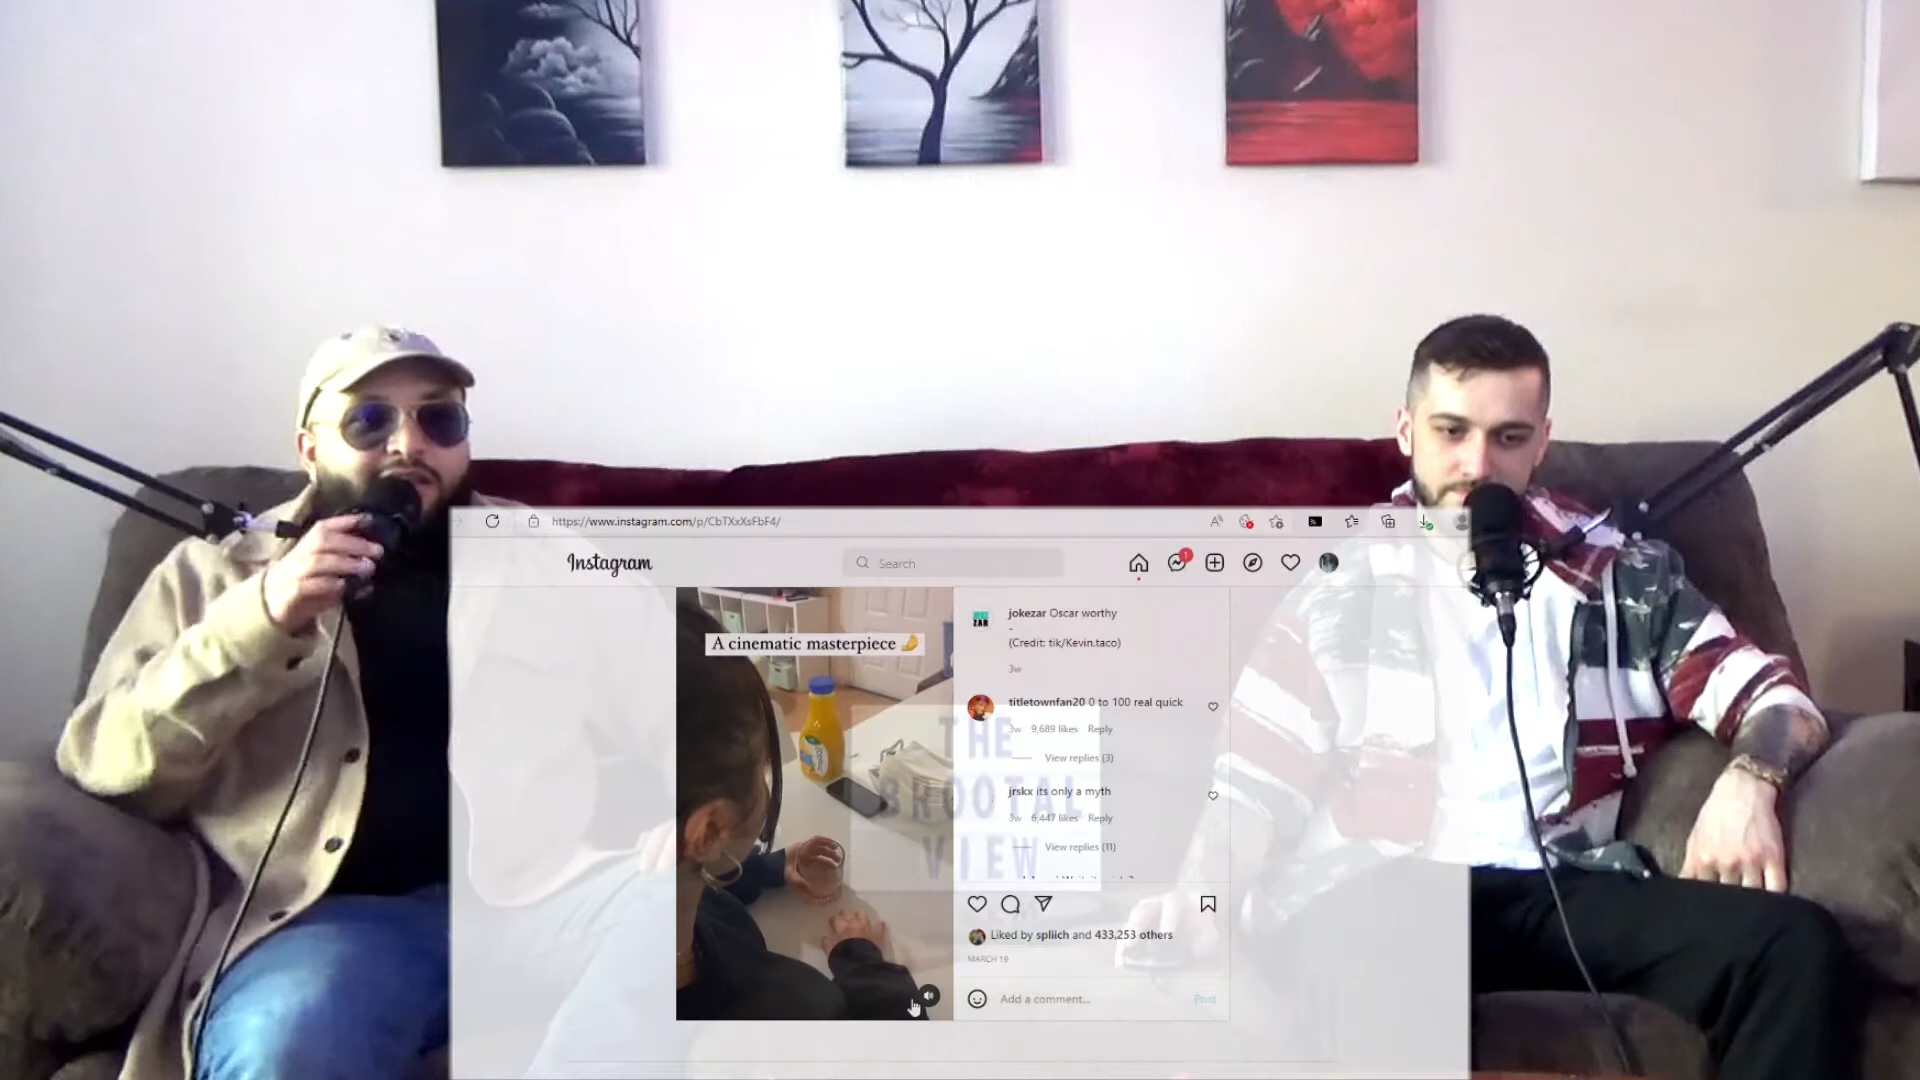 https://www.instagram.com/p/CbTXxXsFbF4/
Instagram
Search
1
A cinematic masterpiece
jokezar Oscar worthy
-
(Credit: tik/Kevin.taco)
3w
titletownfan20 0 to 100 real quick
3w 9,689 likes Reply
View replies (3)
jrskx its only a myth
3w 6,447 likes Reply
View replies (11)
THE
BROOTAL
VIEW
Liked by spliich and 433,253 others
MARCH 19
Add a comment...
Post